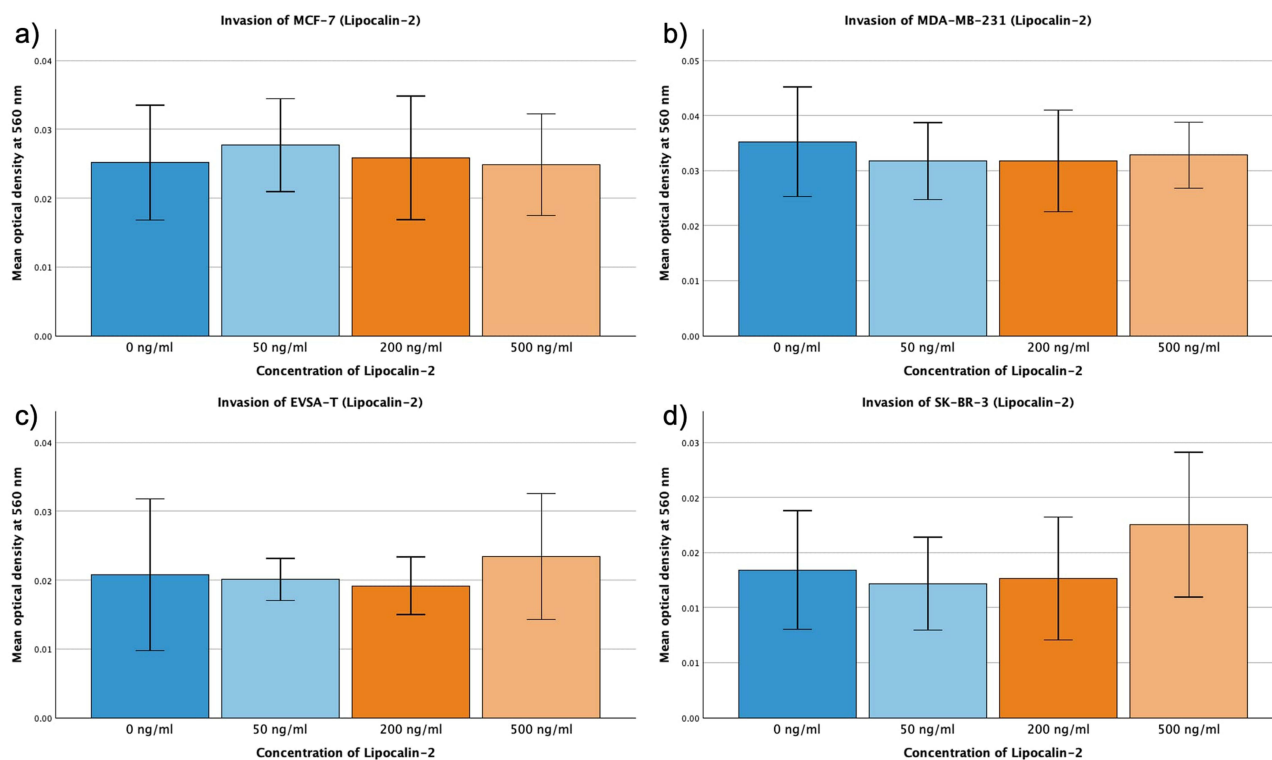 a)
Invasion of MCF-7 (Lipocalin-2)
Mean optical density at 560 nm
0.04
0.03
0.02
0.01
0.00
0 ng/ml 50 ng/ml 200 ng/ml 500 ng/ml
Concentration of Lipocalin-2
b)
Invasion of MDA-MB-231 (Lipocalin-2)
Mean optical density at 560 nm
0.05
0.04
0.03
0.02
0.01
0.00
0 ng/ml 50 ng/ml 200 ng/ml 500 ng/ml
Concentration of Lipocalin-2
c)
Invasion of EVSA-T (Lipocalin-2)
Mean optical density at 560 nm
0.04
0.03
0.02
0.01
0.00
0 ng/ml 50 ng/ml 200 ng/ml 500 ng/ml
Concentration of Lipocalin-2
d)
Invasion of SK-BR-3 (Lipocalin-2)
Mean optical density at 560 nm
0.03
0.02
0.02
0.01
0.01
0.00
0 ng/ml 50 ng/ml 200 ng/ml 500 ng/ml
Concentration of Lipocalin-2